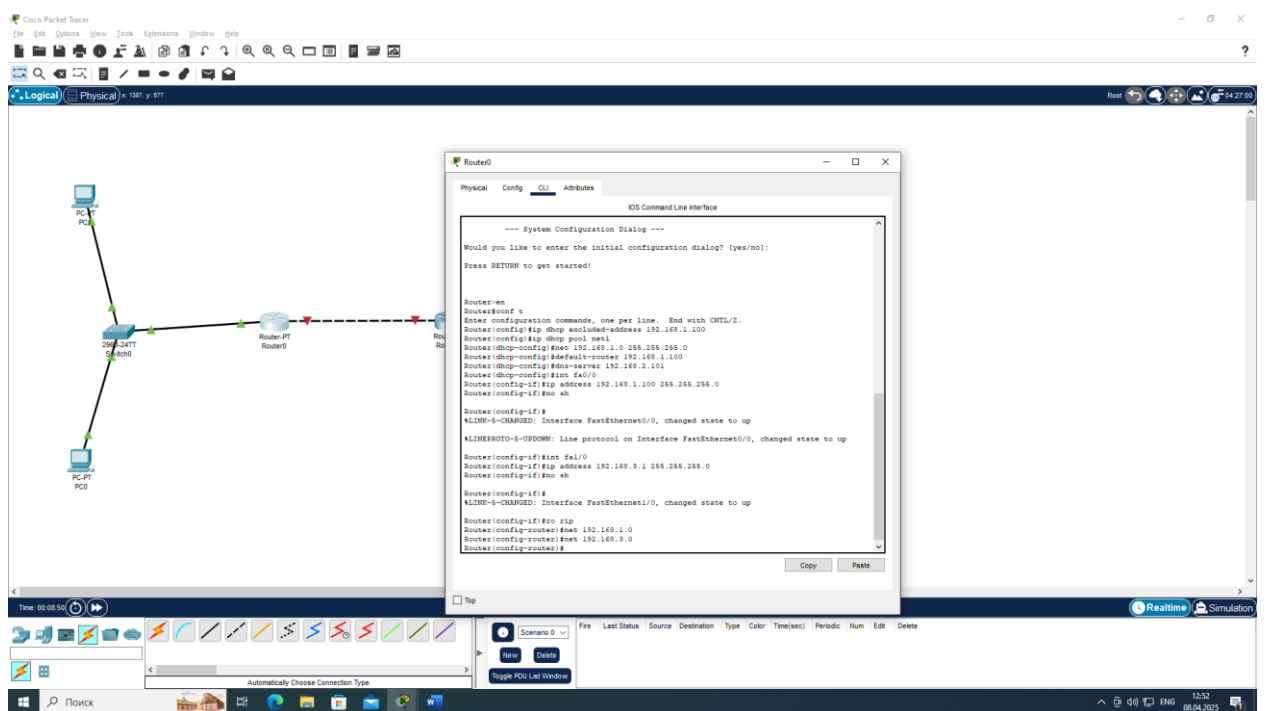 Cisco Packet Tracer
File Edit Options View Tools Extensions Window Help
?
Logical Physical x: 1387, y: 677
Root 04:27:00
Router0
Physical Config CLI Attributes
IOS Command Line Interface
--- System Configuration Dialog ---
Would you like to enter the initial configuration dialog? [yes/no]:
Press RETURN to get started!
Router>en
Router#conf t
Enter configuration commands, one per line. End with CNTL/Z.
Router(config)#ip dhcp excluded-address 192.168.1.100
Router(config)#ip dhcp pool net1
Router(dhcp-config)#net 192.168.1.0 255.255.255.0
Router(dhcp-config)#default-router 192.168.1.100
Router(dhcp-config)#dns-server 192.168.2.101
Router(dhcp-config)#int fa0/0
Router(config-if)#ip address 192.168.1.100 255.255.255.0
Router(config-if)#no sh
Router(config-if)#
%LINK-5-CHANGED: Interface FastEthernet0/0, changed state to up
%LINEPROTO-5-UPDOWN: Line protocol on Interface FastEthernet0/0, changed state to up
Router(config-if)#int fa1/0
Router(config-if)#ip address 192.168.3.1 255.255.255.0
Router(config-if)#no sh
Router(config-if)#
%LINK-5-CHANGED: Interface FastEthernet1/0, changed state to up
Router(config-if)#ro rip
Router(config-router)#net 192.168.1.0
Router(config-router)#net 192.168.3.0
Router(config-router)#
Copy Paste
Top
PC-PT
Router-PT
Router0
2960-24TT
Switch0
PC-PT
PC0
Time: 00:08:50
Realtime Simulation
Scenario 0
New Delete
Toggle PDU List Window
Fire Last Status Source Destination Type Color Time(sec) Periodic Num Edit Delete
Automatically Choose Connection Type
Поиск
ENG
12:52
08.04.2025